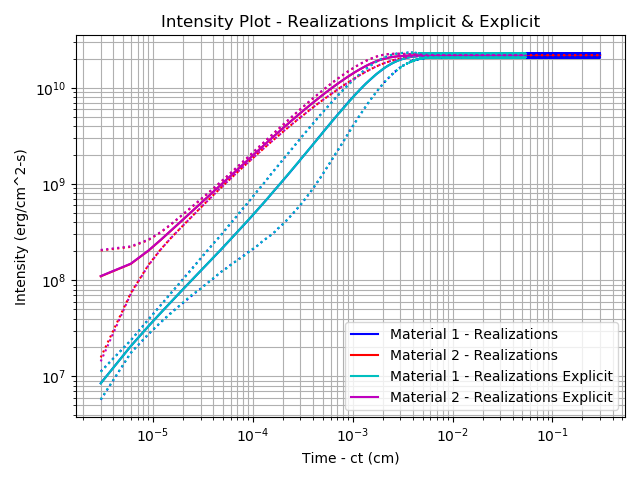 Intensity Plot - Realizations Implicit & Explicit
Intensity (erg/cm^2-s)
10^10
10^9
10^8
10^7
10^-5
10^-4
10^-3
10^-2
10^-1
Time - ct (cm)
Material 1 - Realizations
Material 2 - Realizations
Material 1 - Realizations Explicit
Material 2 - Realizations Explicit